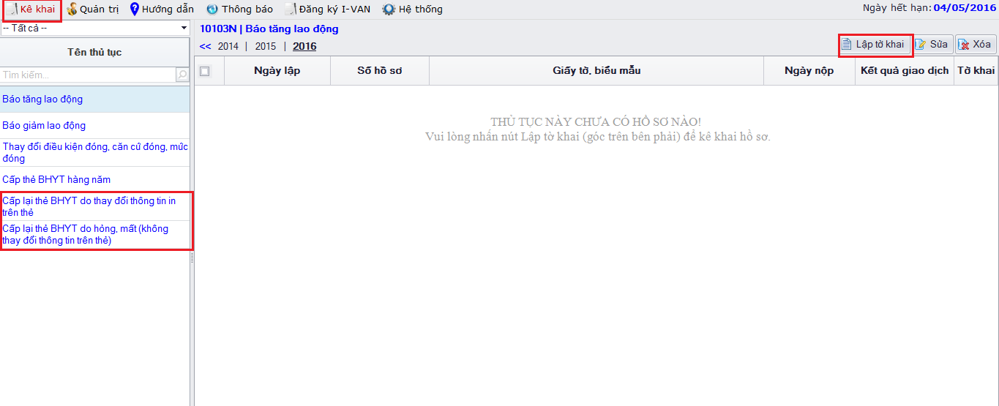 Kê khai Quản trị Hướng dẫn Thông báo Đăng ký I-VAN Hệ thống Ngày hết hạn: 04/05/2016
-- Tất cả --
10103N | Báo tăng lao động
<< 2014 | 2015 | 2016
Lập tờ khai Sửa Xóa
Tên thủ tục
Tìm kiếm...
Ngày lập Số hồ sơ Giấy tờ, biểu mẫu Ngày nộp Kết quả giao dịch Tờ khai
Báo tăng lao động
Báo giảm lao động
Thay đổi điều kiện đóng, căn cứ đóng, mức
đóng
Cấp thẻ BHYT hàng năm
Cấp lại thẻ BHYT do thay đổi thông tin in
trên thẻ
Cấp lại thẻ BHYT do hỏng, mất (không
thay đổi thông tin trên thẻ)
THỦ TỤC NÀY CHƯA CÓ HỒ SƠ NÀO!
Vui lòng nhấn nút Lập tờ khai (góc trên bên phải) để kê khai hồ sơ.